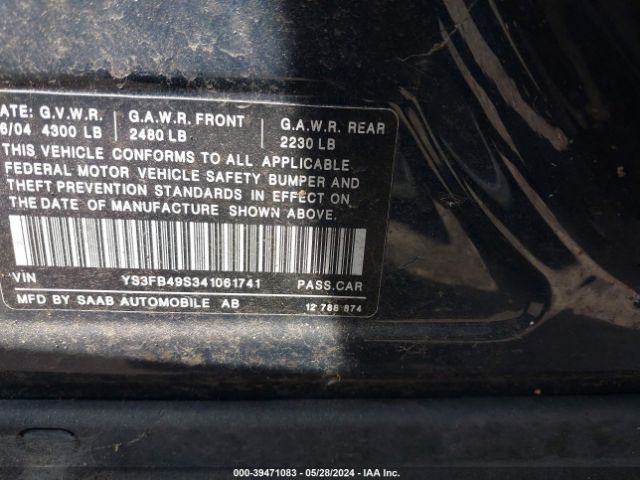 ATE: G.V.W.R. G.A.W.R. FRONT G.A.W.R. REAR
6/04 4300 LB 2480 LB 2230 LB
THIS VEHICLE CONFORMS TO ALL APPLICABLE
FEDERAL MOTOR VEHICLE SAFETY BUMPER AND
THEFT PREVENTION STANDARDS IN EFFECT ON
THE DATE OF MANUFACTURE SHOWN ABOVE.
VIN YS3FB49S341061741 PASS.CAR
MFD BY SAAB AUTOMOBILE AB 12 788 874
000-39471083 / 05/28/2024 - IAA Inc.